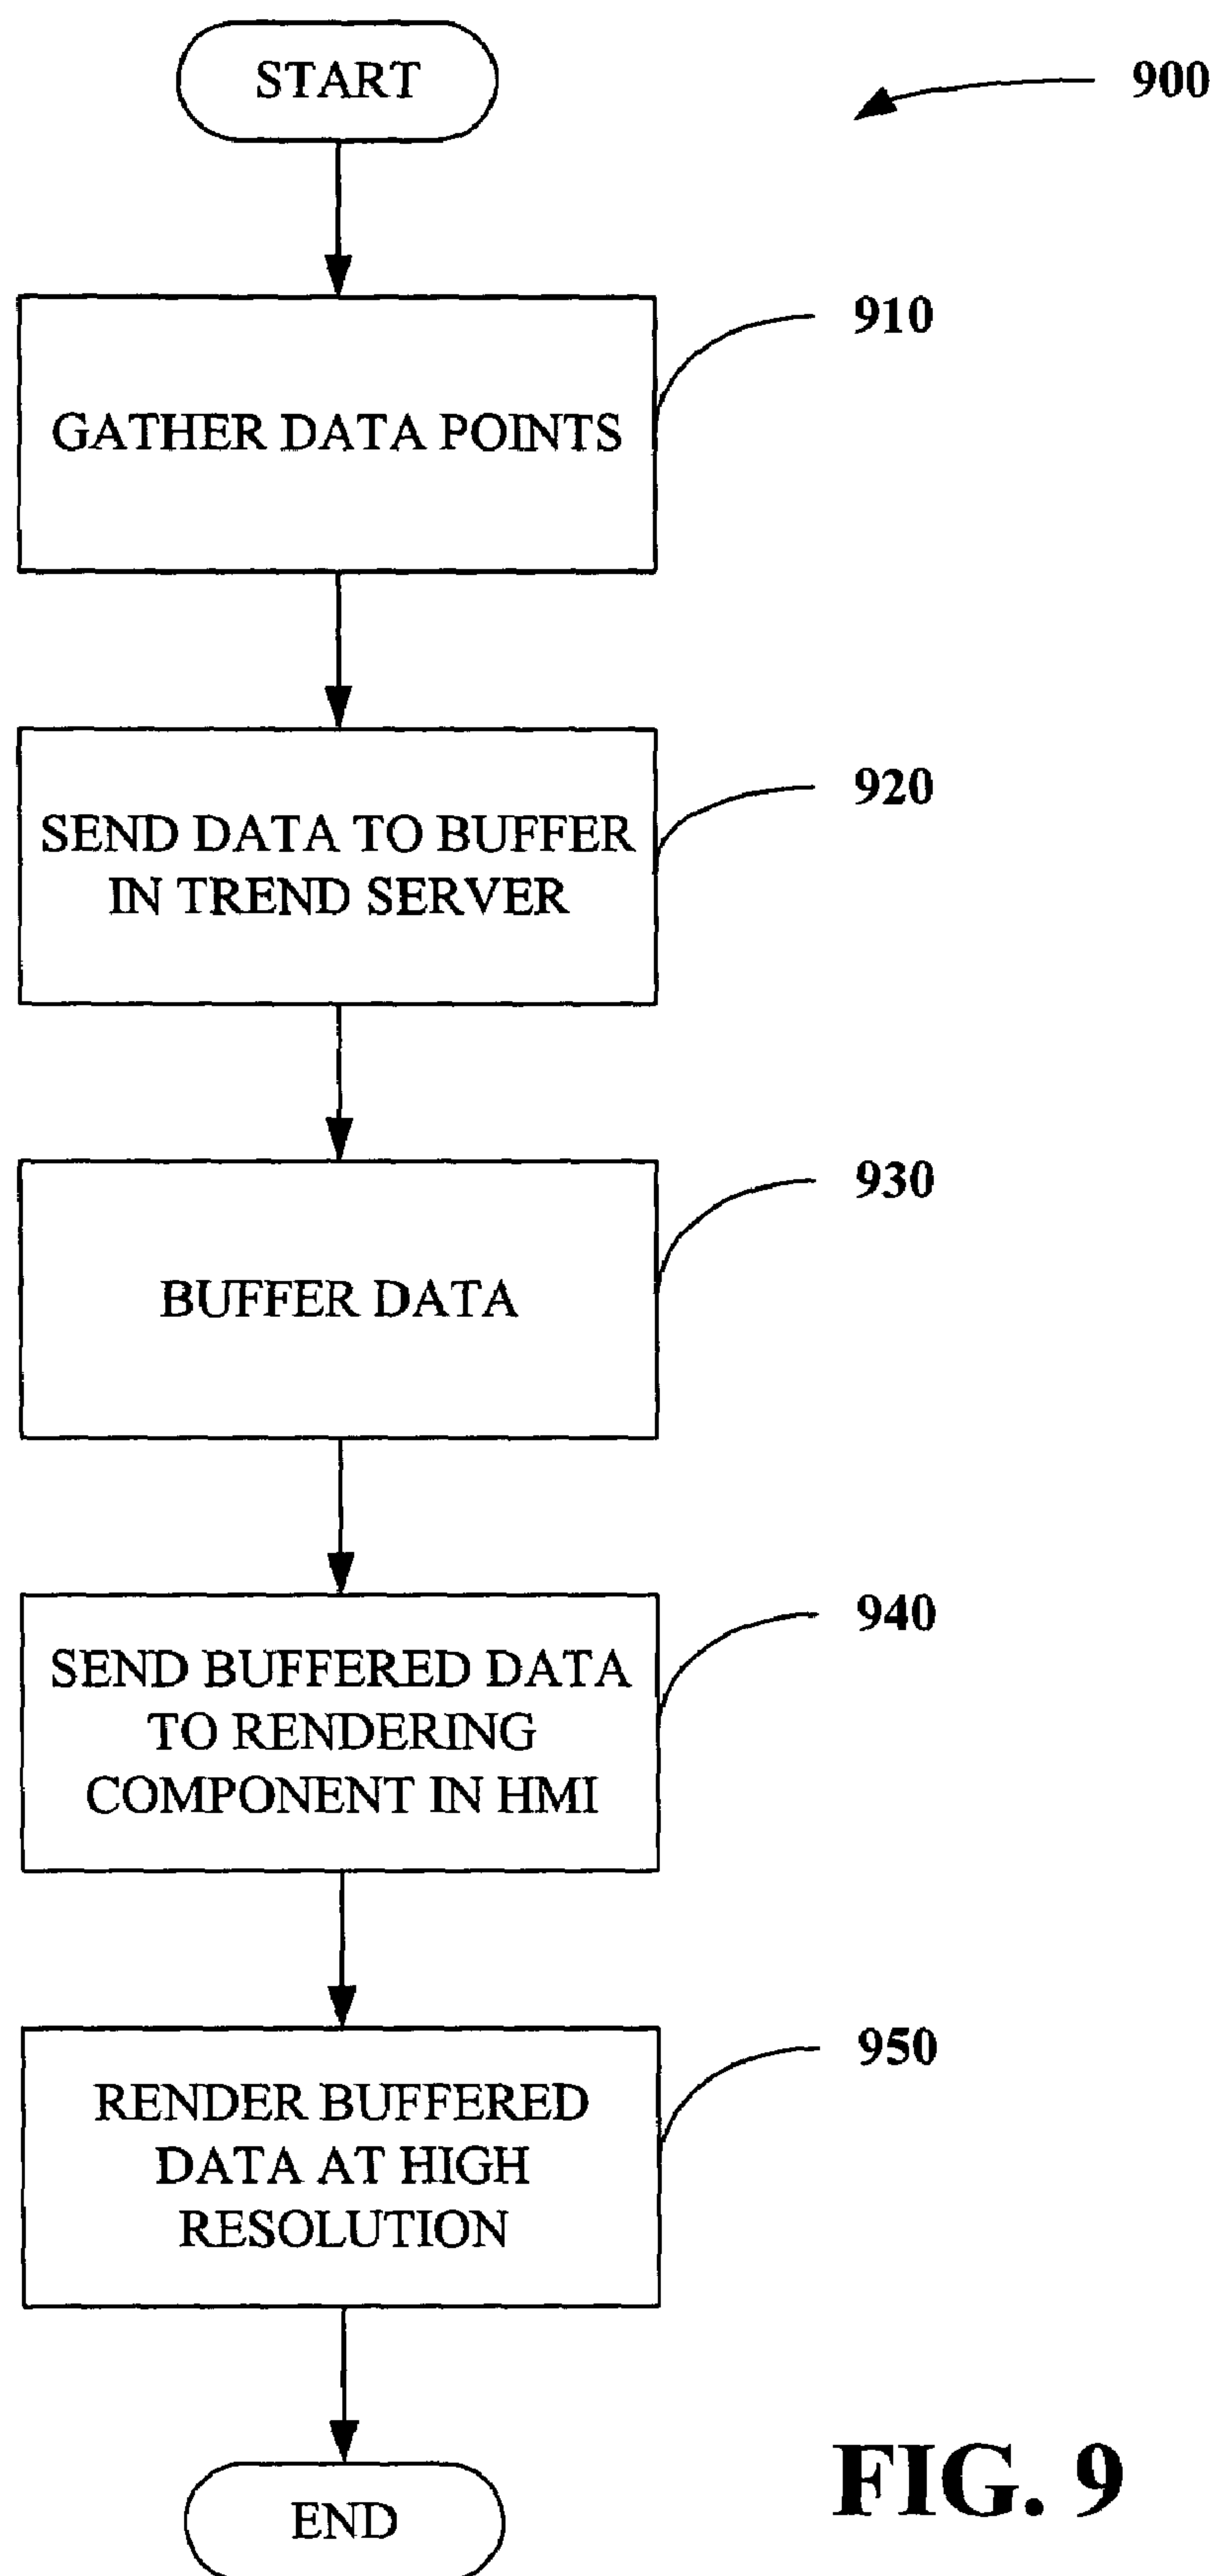 START
900
910
GATHER DATA POINTS
920
SEND DATA TO BUFFER
IN TREND SERVER
930
BUFFER DATA
940
SEND BUFFERED DATA
TO RENDERING
COMPONENT IN HMI
950
RENDER BUFFERED
DATA AT HIGH
RESOLUTION
END
FIG. 9